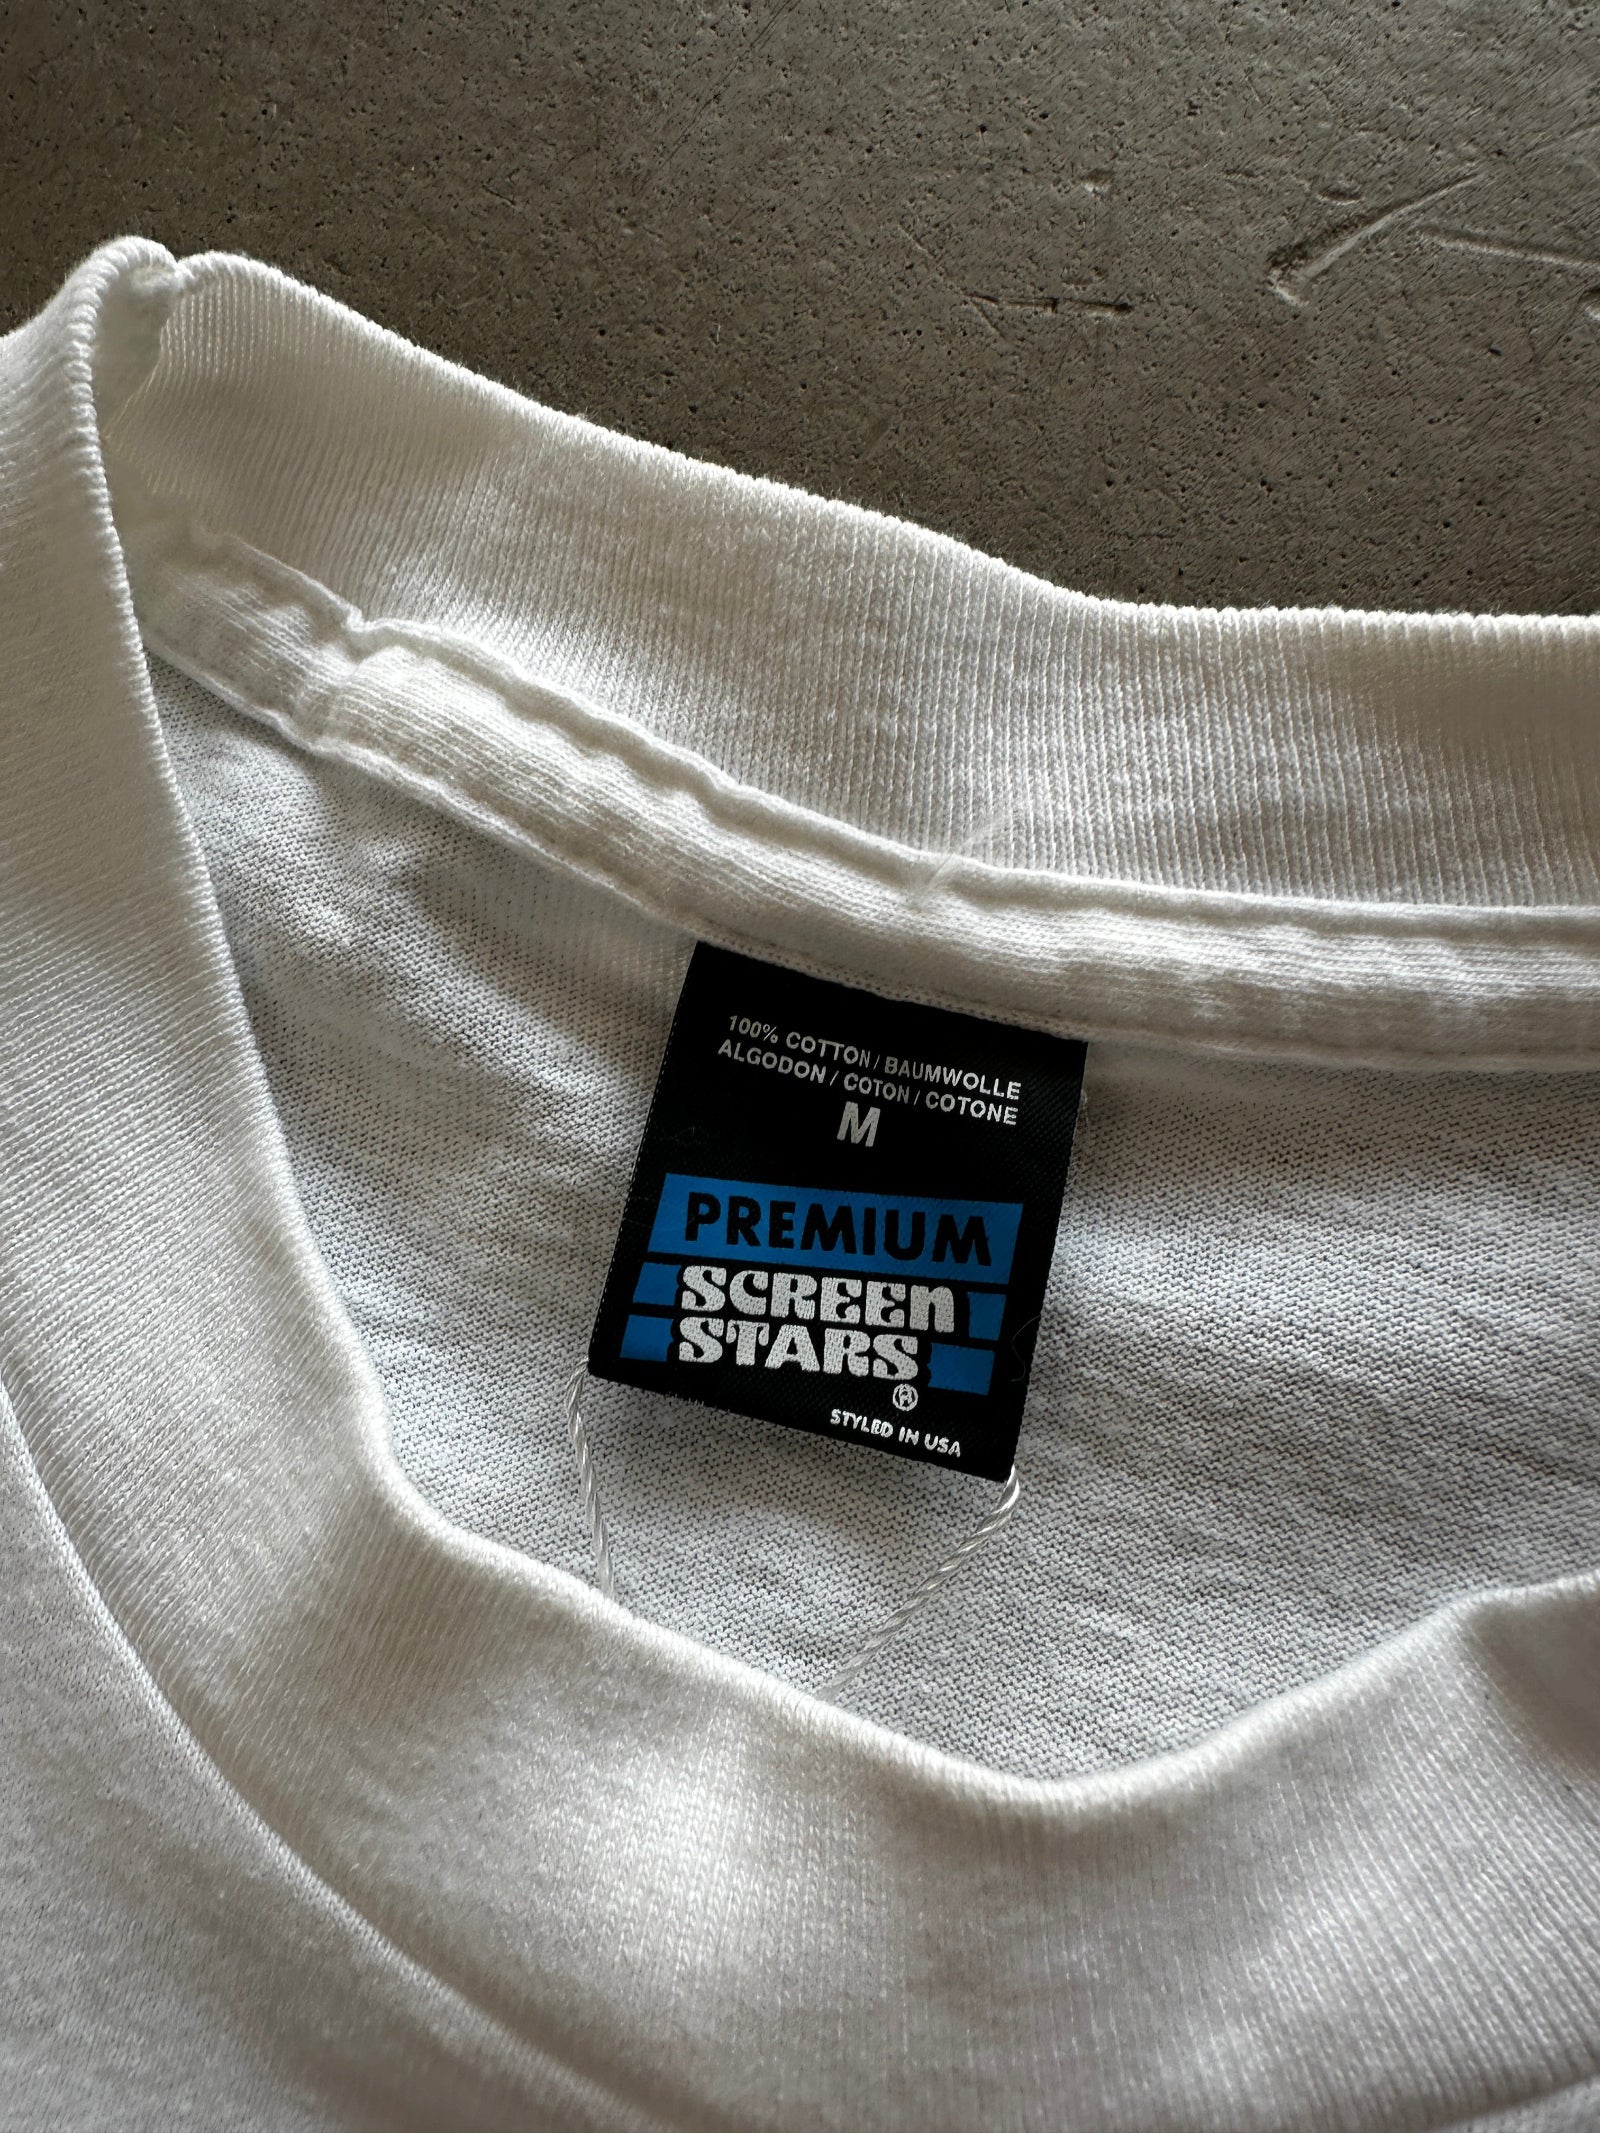 100% COTTON / BAUMWOLLE
ALGODON / COTON / COTONE
M
PREMIUM
SCREEN
STARS®
STYLED IN USA